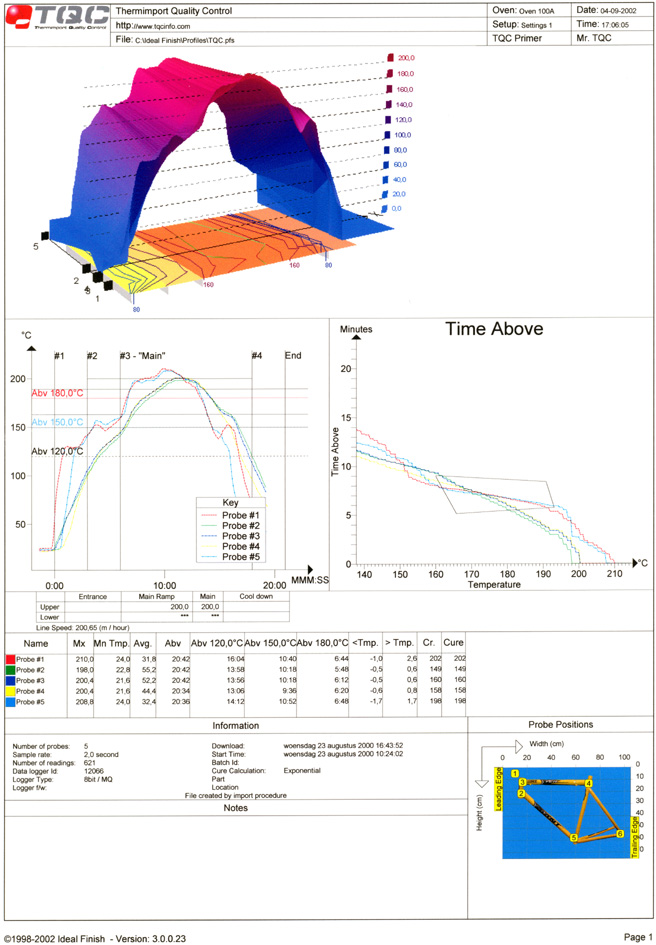 TQC
Thermimport Quality Control
Thermimport Quality Control
http://www.tqcinfo.com
File: C:\Ideal Finish\Profiles\TQC.pfs
Oven: Oven 100A
Date: 04-09-2002
Setup: Settings 1
Time: 17:06:05
TQC Primer
Mr. TQC
200,0
180,0
160,0
140,0
120,0
100,0
80,0
60,0
40,0
20,0
0,0
5
2
1
80
160
160
80
°C
#1 #2 #3 - "Main" #4 End
200
Abv 180,0°C
Abv 150,0°C
150
Abv 120,0°C
100
50
Key
Probe #1
Probe #2
Probe #3
Probe #4
Probe #5
0:00 10:00 20:00 MMM:SS
Minutes
Time Above
20
15
10
5
0
Time Above
140 150 160 170 180 190 200 210 °C
Temperature
Entrance Main Ramp Main Cool down
Upper 200,0 200,0
Lower *** ***
Line Speed: 200,65 (m / hour)
Name Mx Mn Tmp. Avg. Abv Abv 120,0°C Abv 150,0°C Abv 180,0°C <Tmp. > Tmp. Cr. Cure
Probe #1 210,0 24,0 31,8 20:42 16:04 10:40 6:44 -1,0 2,6 202 202
Probe #2 198,0 22,8 55,2 20:42 13:58 10:18 5:48 -0,5 0,6 149 149
Probe #3 200,4 21,6 52,2 20:42 13:56 10:18 6:12 -0,5 0,6 160 160
Probe #4 200,4 21,6 44,4 20:34 13:06 9:36 6:20 -0,6 0,8 158 158
Probe #5 208,8 24,0 32,4 20:36 14:12 10:52 6:48 -1,7 1,7 198 198
Information
Number of probes: 5
Sample rate: 2,0 second
Number of readings: 621
Data logger Id: 12066
Logger Type: 8bit / MQ
Logger f/w:
Download: woensdag 23 augustus 2000 16:43:52
Start Time: woensdag 23 augustus 2000 10:24:02
Batch Id:
Cure Calculation: Exponential
Part
Location
File created by import procedure
Notes
Probe Positions
Width (cm)
0 20 40 60 80 100
0
10
20
30
40
0
0
Height (cm)
Leading Edge
Trailing Edge
1
3
4
2
5
6
©1998-2002 Ideal Finish - Version: 3.0.0.23
Page 1